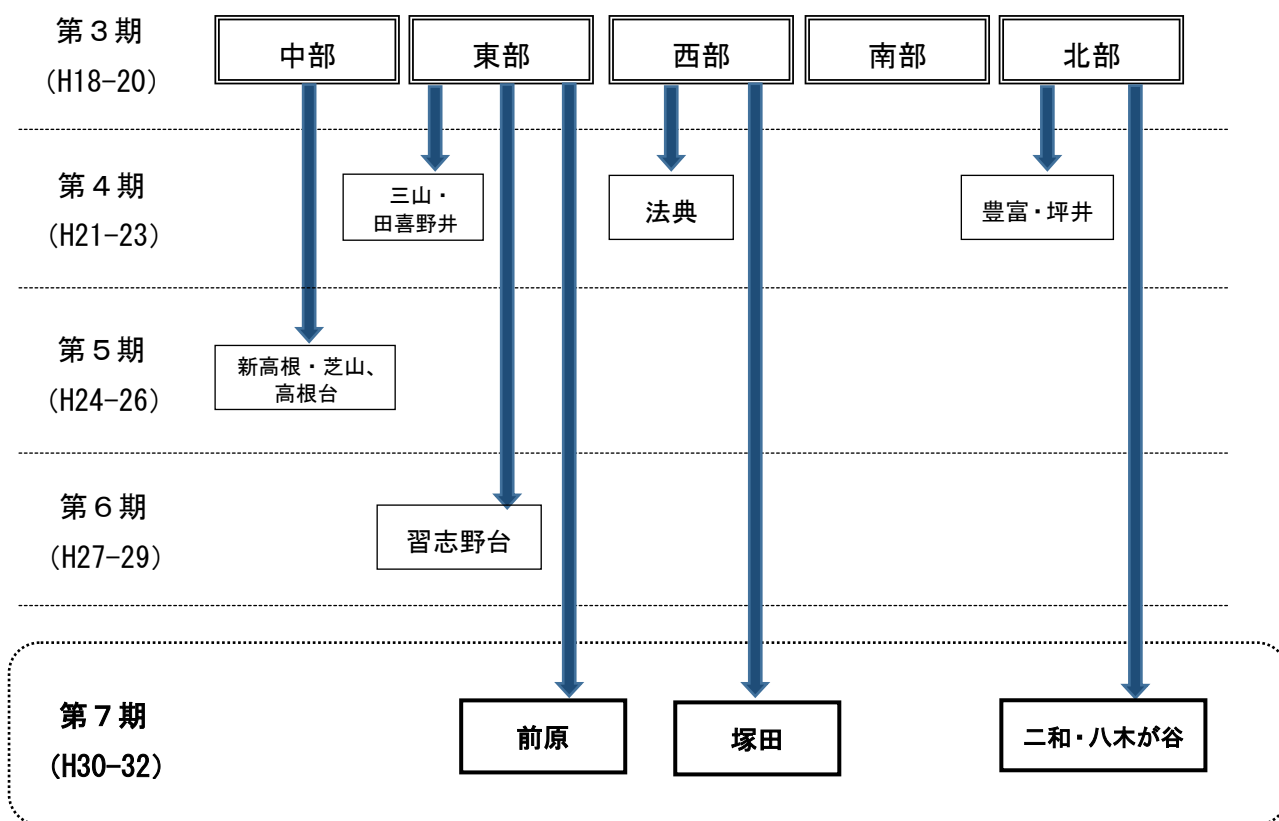 第３期
(H18-20)
中部
東部
西部
南部
北部
第４期
(H21-23)
三山・
田喜野井
法典
豊富・坪井
第５期
(H24-26)
新高根・芝山、
高根台
第６期
(H27-29)
習志野台
第７期
(H30-32)
前原
塚田
二和・八木が谷